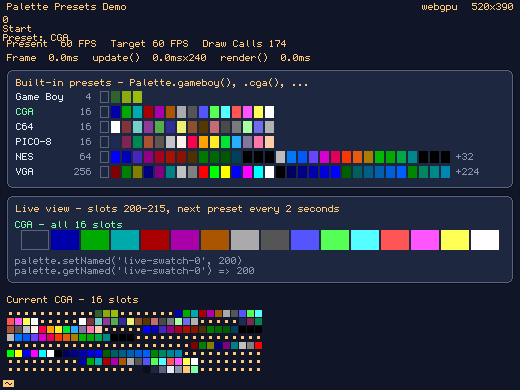 Palette Presets Demo
webgpu 520x390
0
Start
Preset: CGA
Present 60 FPS Target 60 FPS Draw Calls 174
Frame 0.0ms update() 0.0msx240 render() 0.0ms
Built-in presets - Palette.gameboy(), .cga(), ...
Game Boy 4
CGA 16
C64 16
PICO-8 16
NES 64 +32
VGA 256 +224
Live view - slots 200-215, next preset every 2 seconds
CGA - all 16 slots
palette.setNamed('live-swatch-0', 200)
palette.getNamed('live-swatch-0') => 200
Current CGA - 16 slots